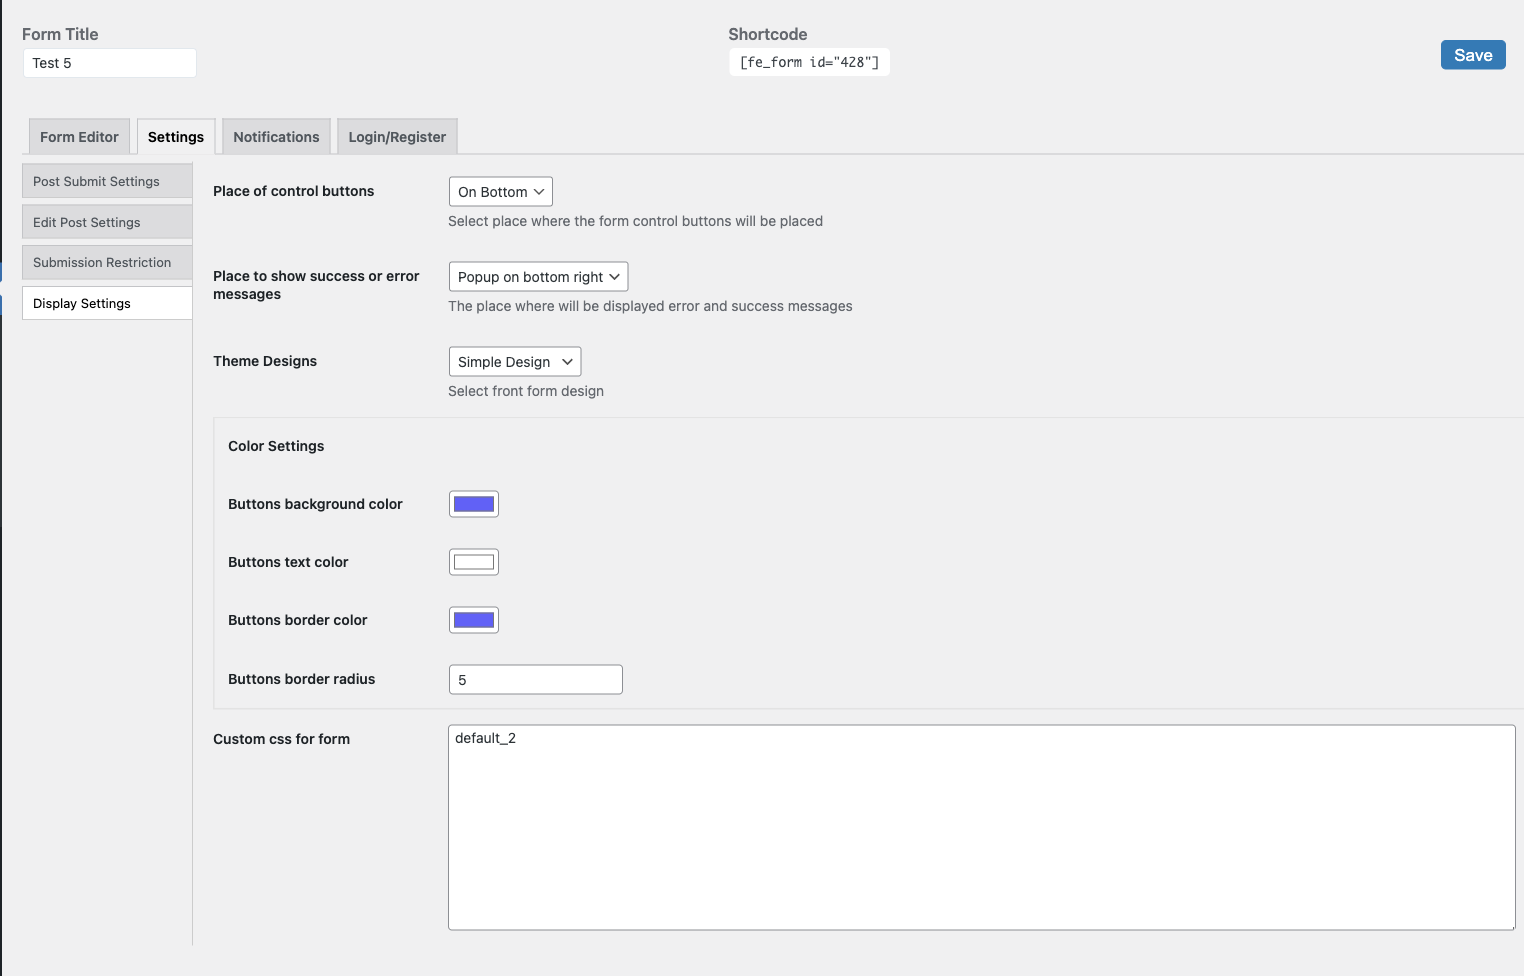 Form Title
Test 5
Shortcode
[fe_form id="428"]
Save
Form Editor
Settings
Notifications
Login/Register
Post Submit Settings
Edit Post Settings
Submission Restriction
Display Settings
Place of control buttons
On Bottom
Select place where the form control buttons will be placed
Place to show success or error
messages
Popup on bottom right
The place where will be displayed error and success messages
Theme Designs
Simple Design
Select front form design
Color Settings
Buttons background color
Buttons text color
Buttons border color
Buttons border radius
5
Custom css for form
default_2